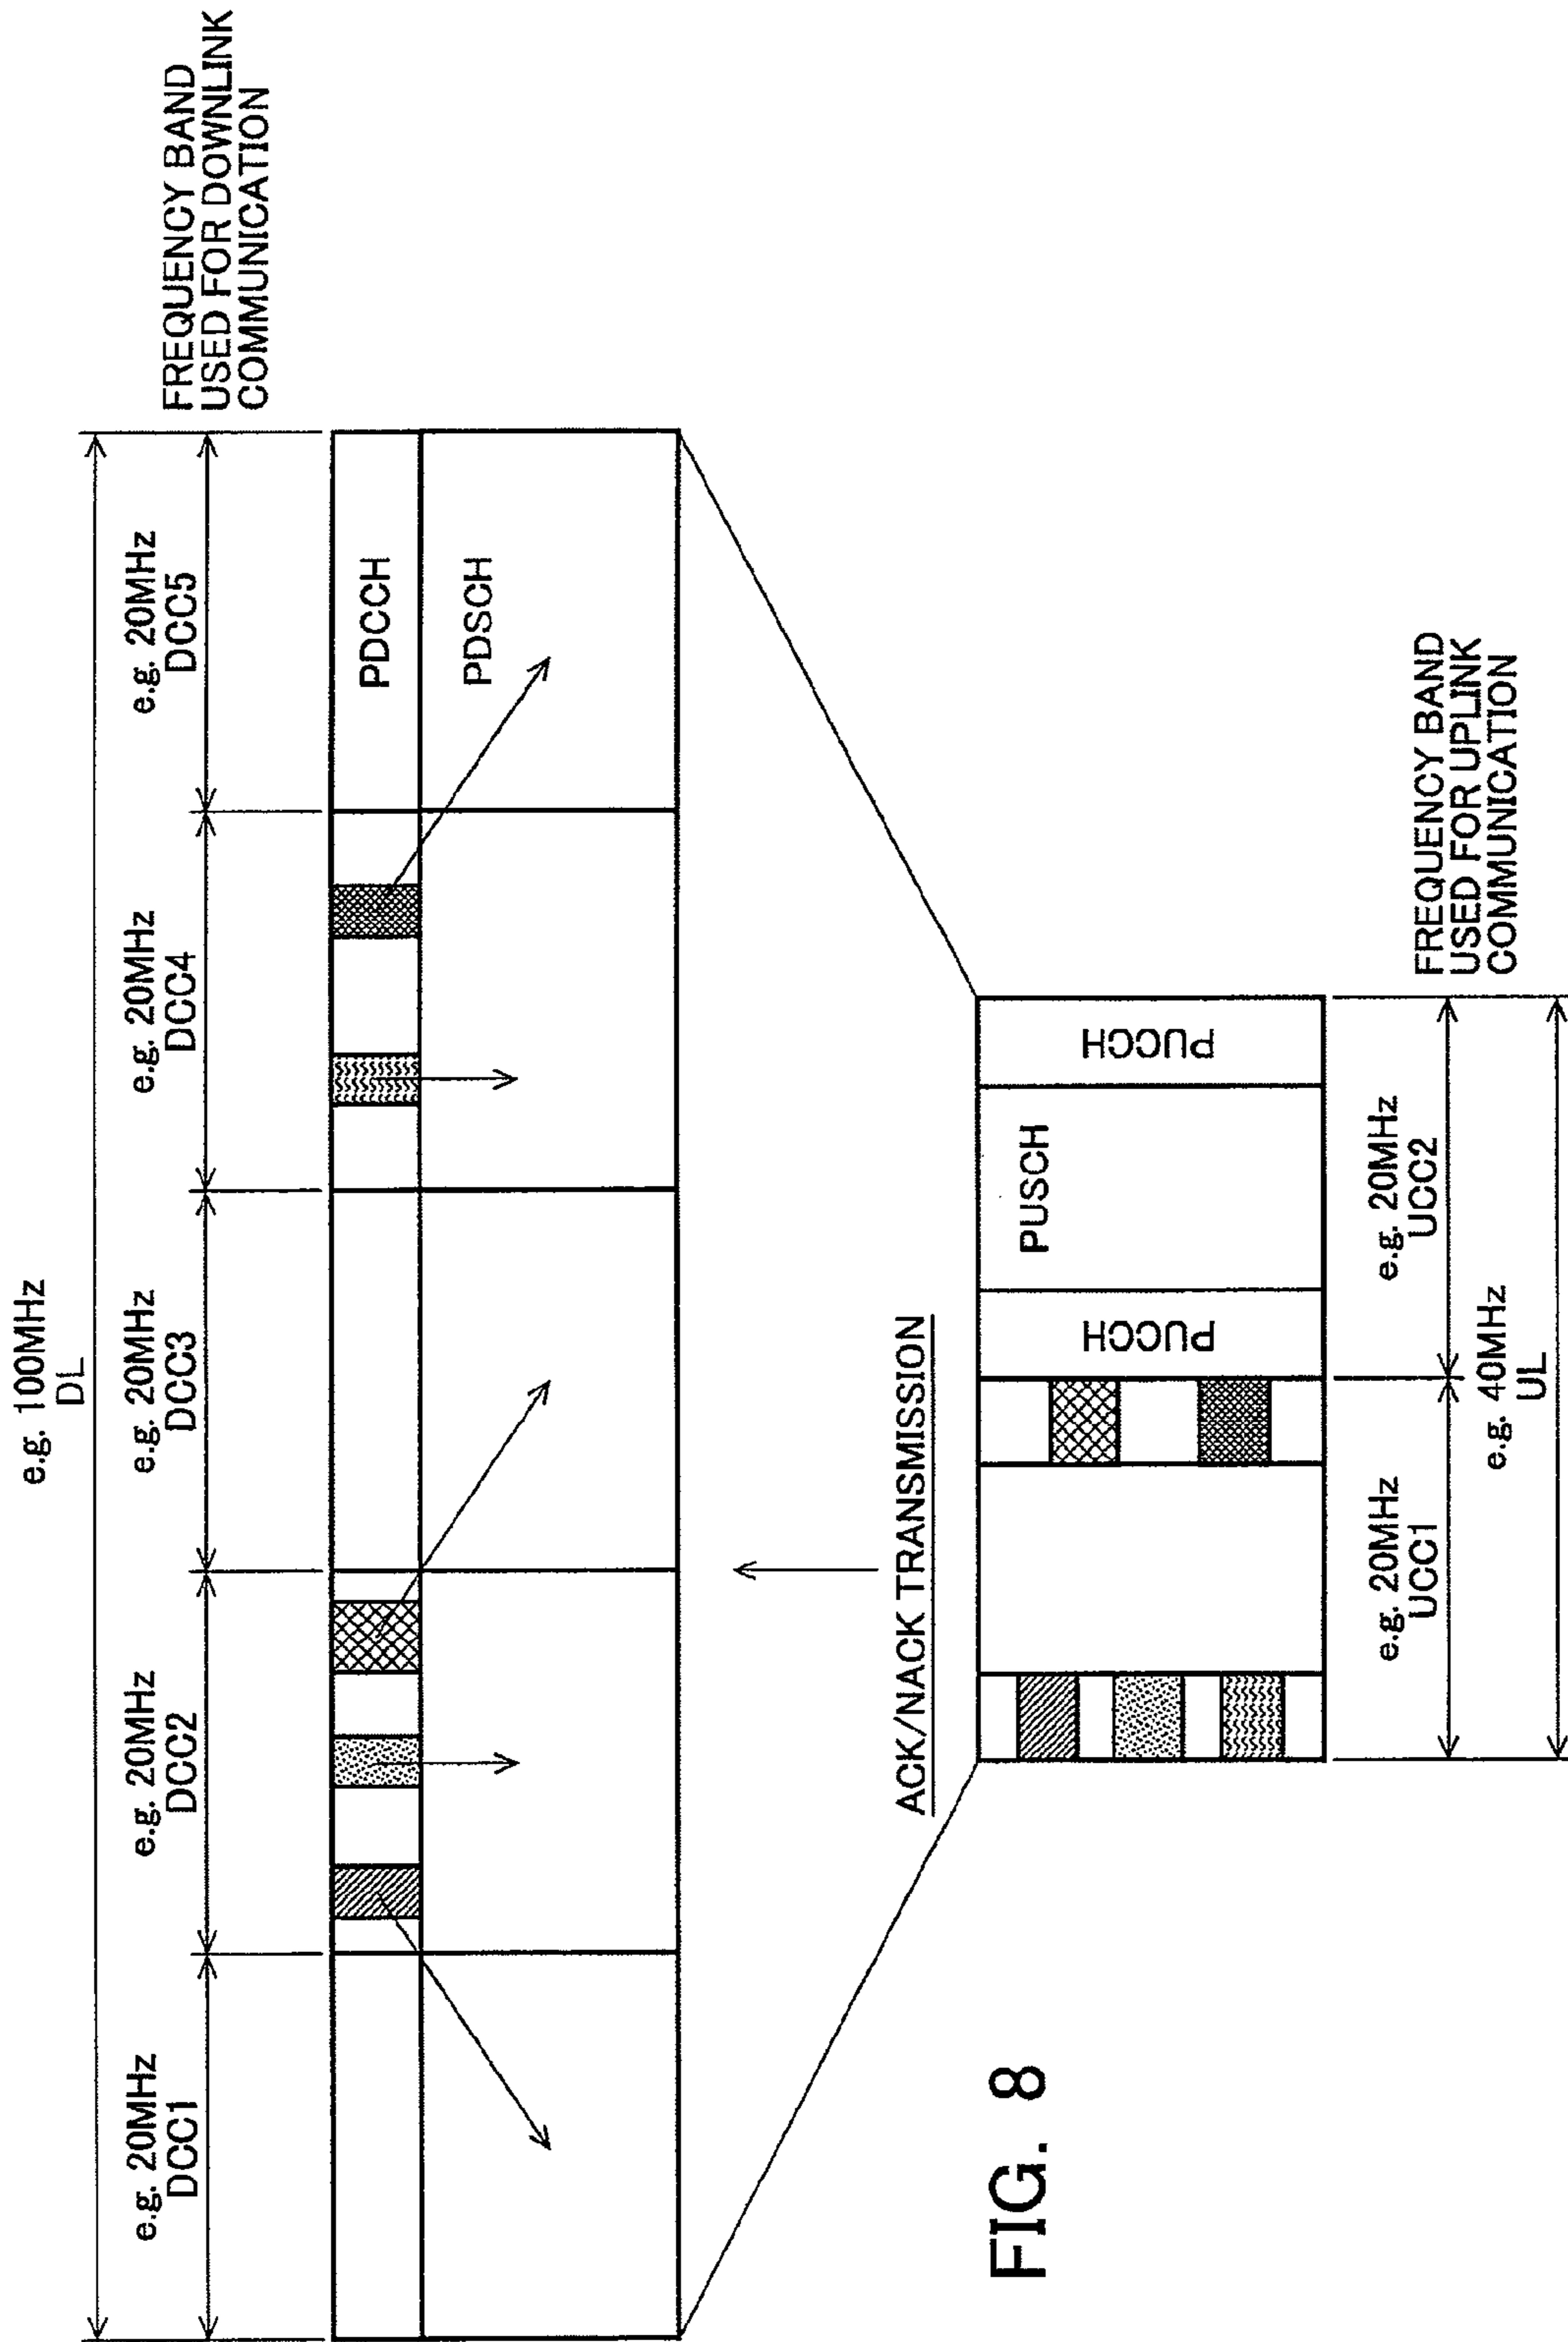 e.g. 100MHz
DL
e.g. 20MHz
DCC1
e.g. 20MHz
DCC2
e.g. 20MHz
DCC3
e.g. 20MHz
DCC4
e.g. 20MHz
DCC5
FREQUENCY BAND
USED FOR DOWNLINK
COMMUNICATION
PDCCH
PDSCH
ACK/NACK TRANSMISSION
PUCCH
PUSCH
PUCCH
e.g. 20MHz
UCC1
e.g. 20MHz
UCC2
e.g. 40MHz
UL
FREQUENCY BAND
USED FOR UPLINK
COMMUNICATION
FIG. 8